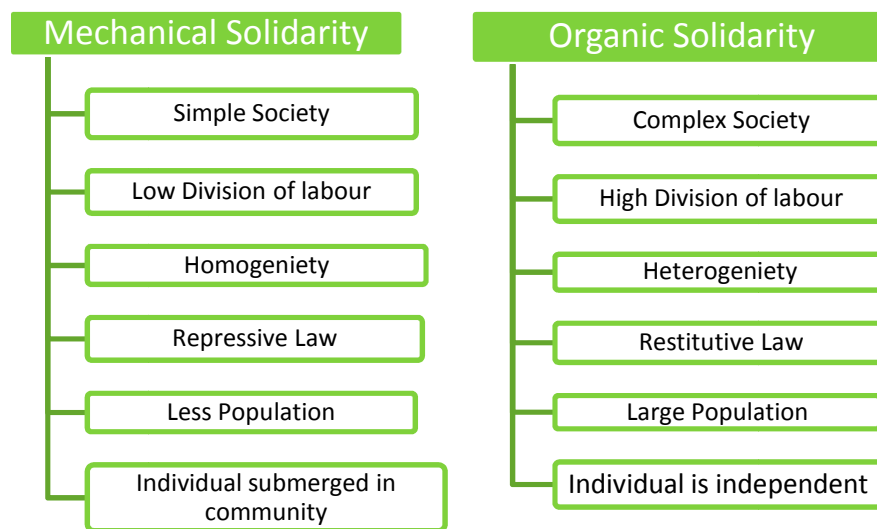 Mechanical Solidarity
Simple Society
Low Division of labour
Homogeniety
Repressive Law
Less Population
Individual submerged in
community
Organic Solidarity
Complex Society
High Division of labour
Heterogeniety
Restitutive Law
Large Population
Individual is independent